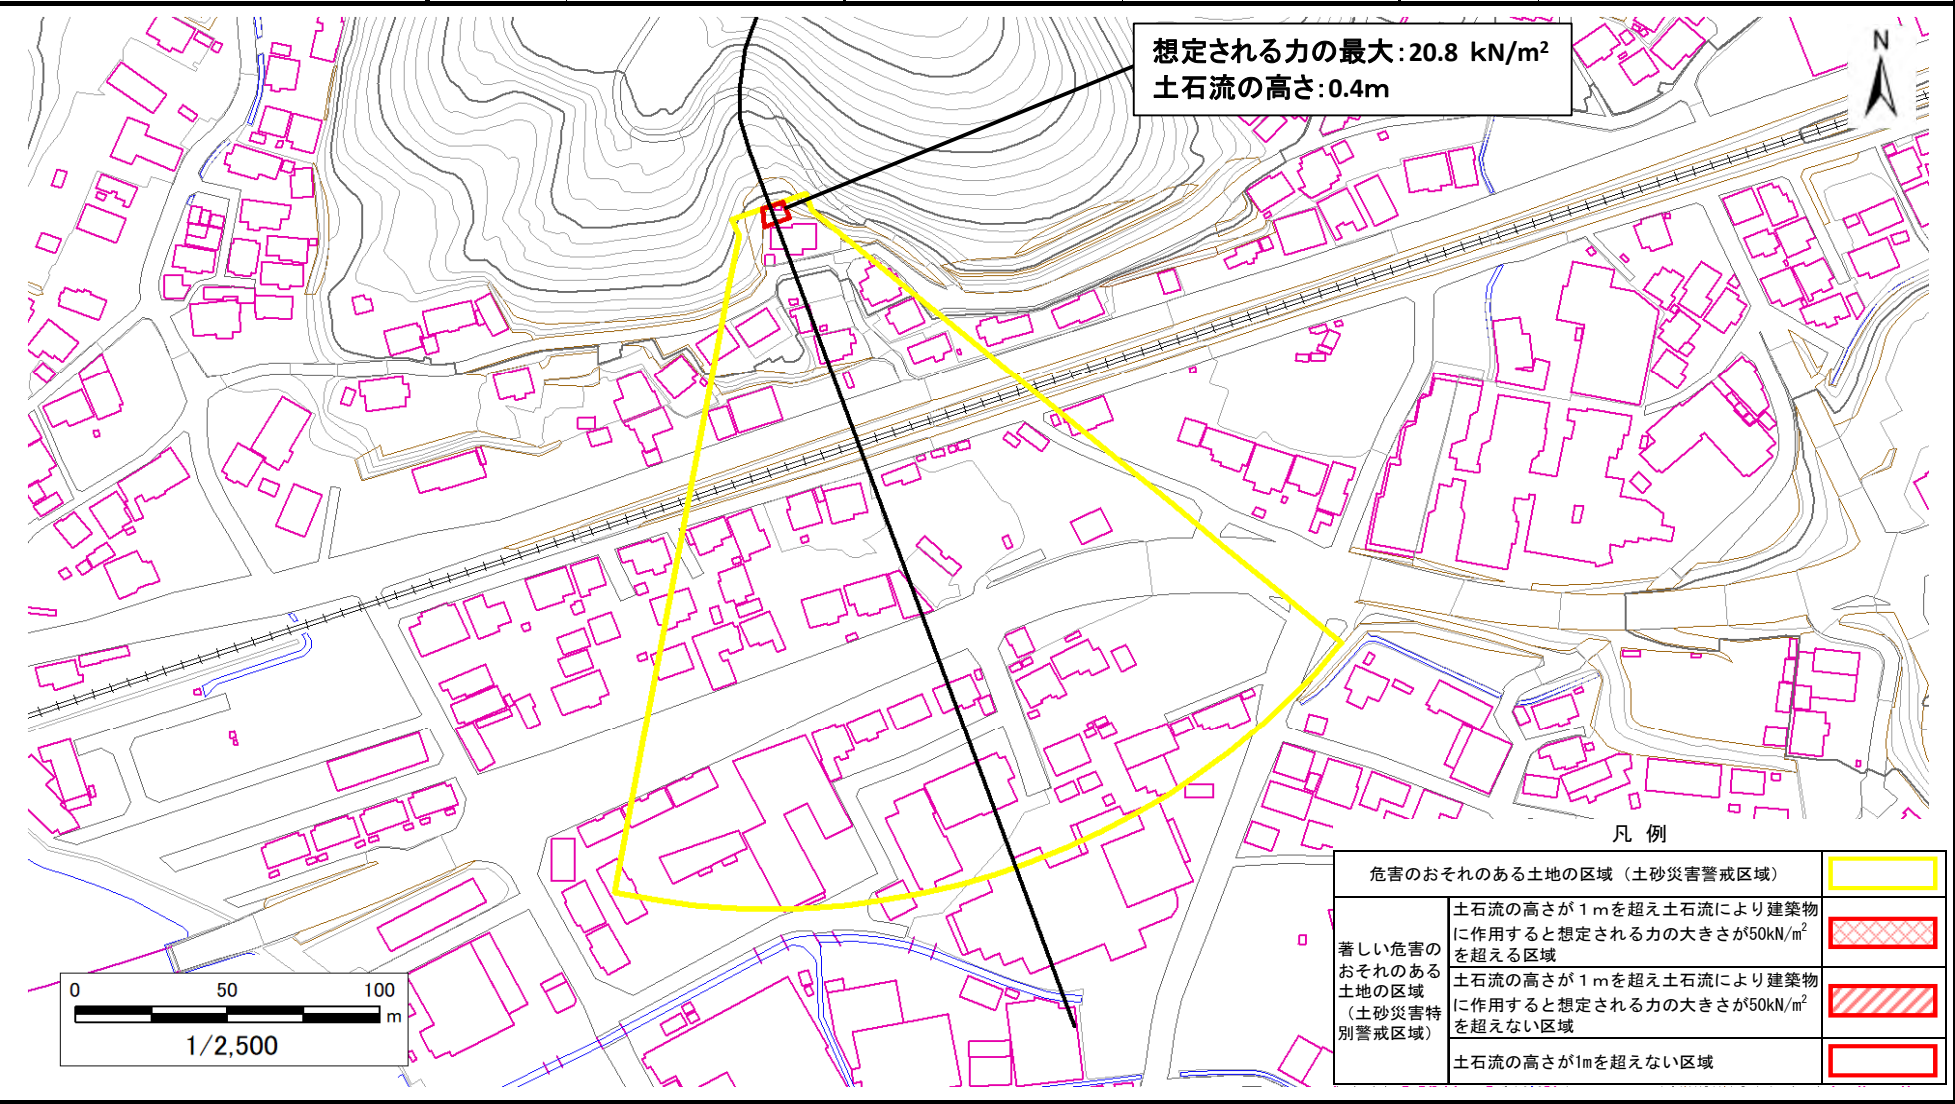 想定される力の最大：20.8 kN/m²
土石流の高さ：0.4m
N
凡 例
危害のおそれのある土地の区域（土砂災害警戒区域）
著しい危害の
おそれのある
土地の区域
（土砂災害特
別警戒区域）
土石流の高さが１ｍを超え土石流により建築物
に作用すると想定される力の大きさが50kN/m²
を超える区域
土石流の高さが１ｍを超え土石流により建築物
に作用すると想定される力の大きさが50kN/m²
を超えない区域
土石流の高さが1mを超えない区域
0 50 100
m
1/2,500